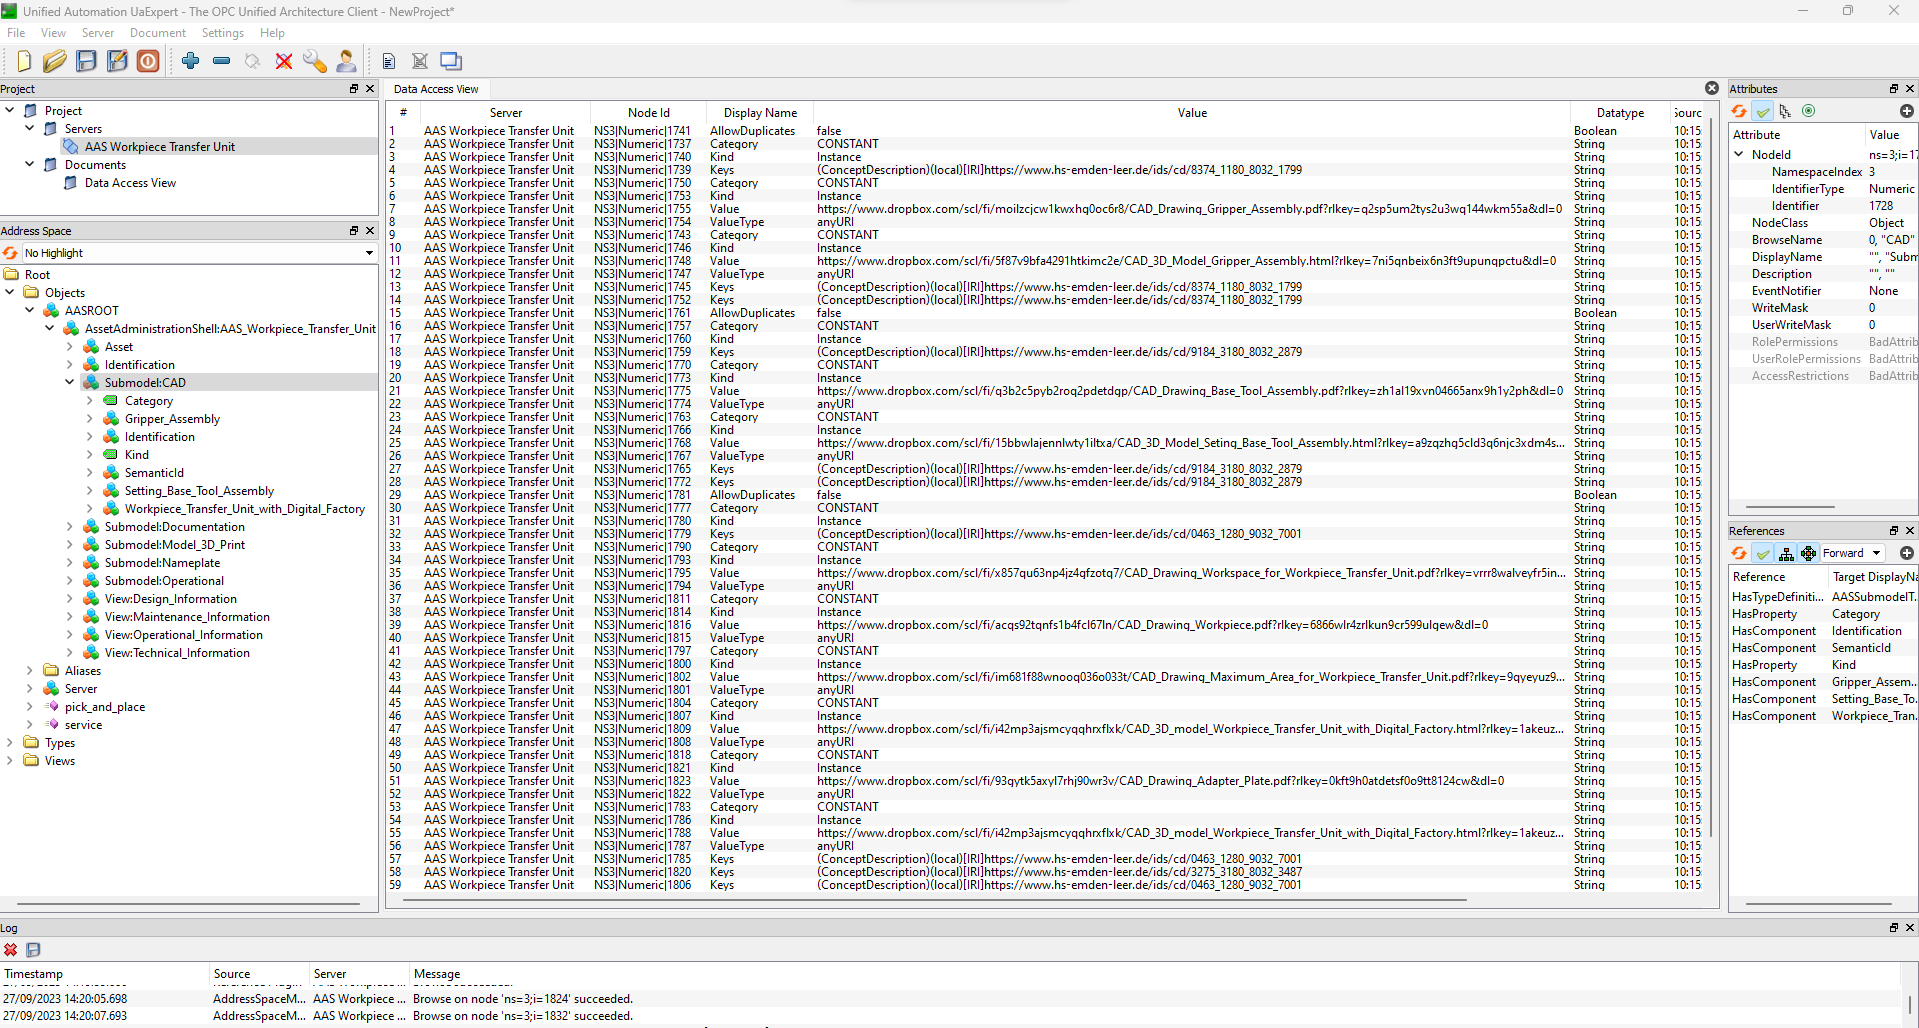 Unified Automation UaExpert - The OPC Unified Architecture Client - NewProject*
File View Server Document Settings Help
Project
Project
Servers
AAS Workpiece Transfer Unit
Documents
Data Access View
Address Space
No Highlight
Root
Objects
AASROOT
AssetAdministrationShell:AAS_Workpiece_Transfer_Unit
Asset
Identification
Submodel:CAD
Category
Gripper_Assembly
Identification
Kind
SemanticId
Setting_Base_Tool_Assembly
Workpiece_Transfer_Unit_with_Digital_Factory
Submodel:Documentation
Submodel:Model_3D_Print
Submodel:Nameplate
Submodel:Operational
View:Design_Information
View:Maintenance_Information
View:Operational_Information
View:Technical_Information
Aliases
Server
pick_and_place
service
Types
Views
Data Access View
# Server Node Id Display Name Value Datatype Sourc
1 AAS Workpiece Transfer Unit NS3|Numeric|1741 AllowDuplicates false Boolean 10:15:
2 AAS Workpiece Transfer Unit NS3|Numeric|1737 Category CONSTANT String 10:15:
3 AAS Workpiece Transfer Unit NS3|Numeric|1740 Kind Instance String 10:15:
4 AAS Workpiece Transfer Unit NS3|Numeric|1739 Keys (ConceptDescription)(local)[IRI]https://www.hs-emden-leer.de/ids/cd/8374_1180_8032_1799 String 10:15:
5 AAS Workpiece Transfer Unit NS3|Numeric|1750 Category CONSTANT String 10:15:
6 AAS Workpiece Transfer Unit NS3|Numeric|1753 Kind Instance String 10:15:
7 AAS Workpiece Transfer Unit NS3|Numeric|1755 Value https://www.dropbox.com/scl/fi/moilzcjcw1kwxhq0oc6r8/CAD_Drawing_Gripper_Assembly.pdf?rlkey=q2sp5um2tys2u3wq144wkm55a&dl=0 String 10:15:
8 AAS Workpiece Transfer Unit NS3|Numeric|1754 ValueType anyURI String 10:15:
9 AAS Workpiece Transfer Unit NS3|Numeric|1743 Category CONSTANT String 10:15:
10 AAS Workpiece Transfer Unit NS3|Numeric|1746 Kind Instance String 10:15:
11 AAS Workpiece Transfer Unit NS3|Numeric|1748 Value https://www.dropbox.com/scl/fi/5f87v9bfa4291htkimc2e/CAD_3D_Model_Gripper_Assembly.html?rlkey=7ni5qnbeix6n3ft9upunqpctu&dl=0 String 10:15:
12 AAS Workpiece Transfer Unit NS3|Numeric|1747 ValueType anyURI String 10:15:
13 AAS Workpiece Transfer Unit NS3|Numeric|1745 Keys (ConceptDescription)(local)[IRI]https://www.hs-emden-leer.de/ids/cd/8374_1180_8032_1799 String 10:15:
14 AAS Workpiece Transfer Unit NS3|Numeric|1752 Keys (ConceptDescription)(local)[IRI]https://www.hs-emden-leer.de/ids/cd/8374_1180_8032_1799 String 10:15:
15 AAS Workpiece Transfer Unit NS3|Numeric|1761 AllowDuplicates false Boolean 10:15:
16 AAS Workpiece Transfer Unit NS3|Numeric|1757 Category CONSTANT String 10:15:
17 AAS Workpiece Transfer Unit NS3|Numeric|1760 Kind Instance String 10:15:
18 AAS Workpiece Transfer Unit NS3|Numeric|1759 Keys (ConceptDescription)(local)[IRI]https://www.hs-emden-leer.de/ids/cd/9184_3180_8032_2879 String 10:15:
19 AAS Workpiece Transfer Unit NS3|Numeric|1770 Category CONSTANT String 10:15:
20 AAS Workpiece Transfer Unit NS3|Numeric|1773 Kind Instance String 10:15:
21 AAS Workpiece Transfer Unit NS3|Numeric|1775 Value https://www.dropbox.com/scl/fi/q3b2c5pyb2roq2pdetdqp/CAD_Drawing_Base_Tool_Assembly.pdf?rlkey=zh1al19xvn04665anx9h1y2ph&dl=0 String 10:15:
22 AAS Workpiece Transfer Unit NS3|Numeric|1774 ValueType anyURI String 10:15:
23 AAS Workpiece Transfer Unit NS3|Numeric|1763 Category CONSTANT String 10:15:
24 AAS Workpiece Transfer Unit NS3|Numeric|1766 Kind Instance String 10:15:
25 AAS Workpiece Transfer Unit NS3|Numeric|1768 Value https://www.dropbox.com/scl/fi/15bbwlajennlwty1iltxa/CAD_3D_Model_Seting_Base_Tool_Assembly.html?rlkey=a9zqzhq5cld3q6njc3xdm4s... String 10:15:
26 AAS Workpiece Transfer Unit NS3|Numeric|1767 ValueType anyURI String 10:15:
27 AAS Workpiece Transfer Unit NS3|Numeric|1765 Keys (ConceptDescription)(local)[IRI]https://www.hs-emden-leer.de/ids/cd/9184_3180_8032_2879 String 10:15:
28 AAS Workpiece Transfer Unit NS3|Numeric|1772 Keys (ConceptDescription)(local)[IRI]https://www.hs-emden-leer.de/ids/cd/9184_3180_8032_2879 String 10:15:
29 AAS Workpiece Transfer Unit NS3|Numeric|1781 AllowDuplicates false Boolean 10:15:
30 AAS Workpiece Transfer Unit NS3|Numeric|1777 Category CONSTANT String 10:15:
31 AAS Workpiece Transfer Unit NS3|Numeric|1780 Kind Instance String 10:15:
32 AAS Workpiece Transfer Unit NS3|Numeric|1779 Keys (ConceptDescription)(local)[IRI]https://www.hs-emden-leer.de/ids/cd/0463_1280_9032_7001 String 10:15:
33 AAS Workpiece Transfer Unit NS3|Numeric|1790 Category CONSTANT String 10:15:
34 AAS Workpiece Transfer Unit NS3|Numeric|1793 Kind Instance String 10:15:
35 AAS Workpiece Transfer Unit NS3|Numeric|1795 Value https://www.dropbox.com/scl/fi/x857qu63np4jz4qfzotq7/CAD_Drawing_Workspace_for_Workpiece_Transfer_Unit.pdf?rlkey=vrrr8walveyfr5in... String 10:15:
36 AAS Workpiece Transfer Unit NS3|Numeric|1794 ValueType anyURI String 10:15:
37 AAS Workpiece Transfer Unit NS3|Numeric|1811 Category CONSTANT String 10:15:
38 AAS Workpiece Transfer Unit NS3|Numeric|1814 Kind Instance String 10:15:
39 AAS Workpiece Transfer Unit NS3|Numeric|1816 Value https://www.dropbox.com/scl/fi/acqs92tqnfs1b4fcl67ln/CAD_Drawing_Workpiece.pdf?rlkey=6866wlr4zrlkun9cr599ulqew&dl=0 String 10:15:
40 AAS Workpiece Transfer Unit NS3|Numeric|1815 ValueType anyURI String 10:15:
41 AAS Workpiece Transfer Unit NS3|Numeric|1797 Category CONSTANT String 10:15:
42 AAS Workpiece Transfer Unit NS3|Numeric|1800 Kind Instance String 10:15:
43 AAS Workpiece Transfer Unit NS3|Numeric|1802 Value https://www.dropbox.com/scl/fi/im681f88wnooq036o033t/CAD_Drawing_Maximum_Area_for_Workpiece_Transfer_Unit.pdf?rlkey=9qyeyuz9... String 10:15:
44 AAS Workpiece Transfer Unit NS3|Numeric|1801 ValueType anyURI String 10:15:
45 AAS Workpiece Transfer Unit NS3|Numeric|1804 Category CONSTANT String 10:15:
46 AAS Workpiece Transfer Unit NS3|Numeric|1807 Kind Instance String 10:15:
47 AAS Workpiece Transfer Unit NS3|Numeric|1809 Value https://www.dropbox.com/scl/fi/i42mp3ajsmcyqqhrxflxk/CAD_3D_model_Workpiece_Transfer_Unit_with_Digital_Factory.html?rlkey=1akeuz... String 10:15:
48 AAS Workpiece Transfer Unit NS3|Numeric|1808 ValueType anyURI String 10:15:
49 AAS Workpiece Transfer Unit NS3|Numeric|1818 Category CONSTANT String 10:15:
50 AAS Workpiece Transfer Unit NS3|Numeric|1821 Kind Instance String 10:15:
51 AAS Workpiece Transfer Unit NS3|Numeric|1823 Value https://www.dropbox.com/scl/fi/93qytk5axyl7rhj90wr3v/CAD_Drawing_Adapter_Plate.pdf?rlkey=0kft9h0atdetsf0o9tt8124cw&dl=0 String 10:15:
52 AAS Workpiece Transfer Unit NS3|Numeric|1822 ValueType anyURI String 10:15:
53 AAS Workpiece Transfer Unit NS3|Numeric|1783 Category CONSTANT String 10:15:
54 AAS Workpiece Transfer Unit NS3|Numeric|1786 Kind Instance String 10:15:
55 AAS Workpiece Transfer Unit NS3|Numeric|1788 Value https://www.dropbox.com/scl/fi/i42mp3ajsmcyqqhrxflxk/CAD_3D_model_Workpiece_Transfer_Unit_with_Digital_Factory.html?rlkey=1akeuz... String 10:15:
56 AAS Workpiece Transfer Unit NS3|Numeric|1787 ValueType anyURI String 10:15:
57 AAS Workpiece Transfer Unit NS3|Numeric|1785 Keys (ConceptDescription)(local)[IRI]https://www.hs-emden-leer.de/ids/cd/0463_1280_9032_7001 String 10:15:
58 AAS Workpiece Transfer Unit NS3|Numeric|1820 Keys (ConceptDescription)(local)[IRI]https://www.hs-emden-leer.de/ids/cd/3275_3180_8032_3487 String 10:15:
59 AAS Workpiece Transfer Unit NS3|Numeric|1806 Keys (ConceptDescription)(local)[IRI]https://www.hs-emden-leer.de/ids/cd/0463_1280_9032_7001 String 10:15:
Attributes
Attribute Value
NodeId ns=3;i=17
NamespaceIndex 3
IdentifierType Numeric
Identifier 1728
NodeClass Object
BrowseName 0, "CAD"
DisplayName "", "Subm
Description "", ""
EventNotifier None
WriteMask 0
UserWriteMask 0
RolePermissions BadAttrib
UserRolePermissions BadAttrib
AccessRestrictions BadAttrib
References
Forward
Reference Target DisplayNa
HasTypeDefiniti... AASSubmodelT...
HasProperty Category
HasComponent Identification
HasComponent SemanticId
HasProperty Kind
HasComponent Gripper_Assem...
HasComponent Setting_Base_To...
HasComponent Workpiece_Tran...
Log
Timestamp Source Server Message
27/09/2023 14:20:05.698 AddressSpaceM... AAS Workpiece ... Browse on node 'ns=3;i=1824' succeeded.
27/09/2023 14:20:07.693 AddressSpaceM... AAS Workpiece ... Browse on node 'ns=3;i=1832' succeeded.